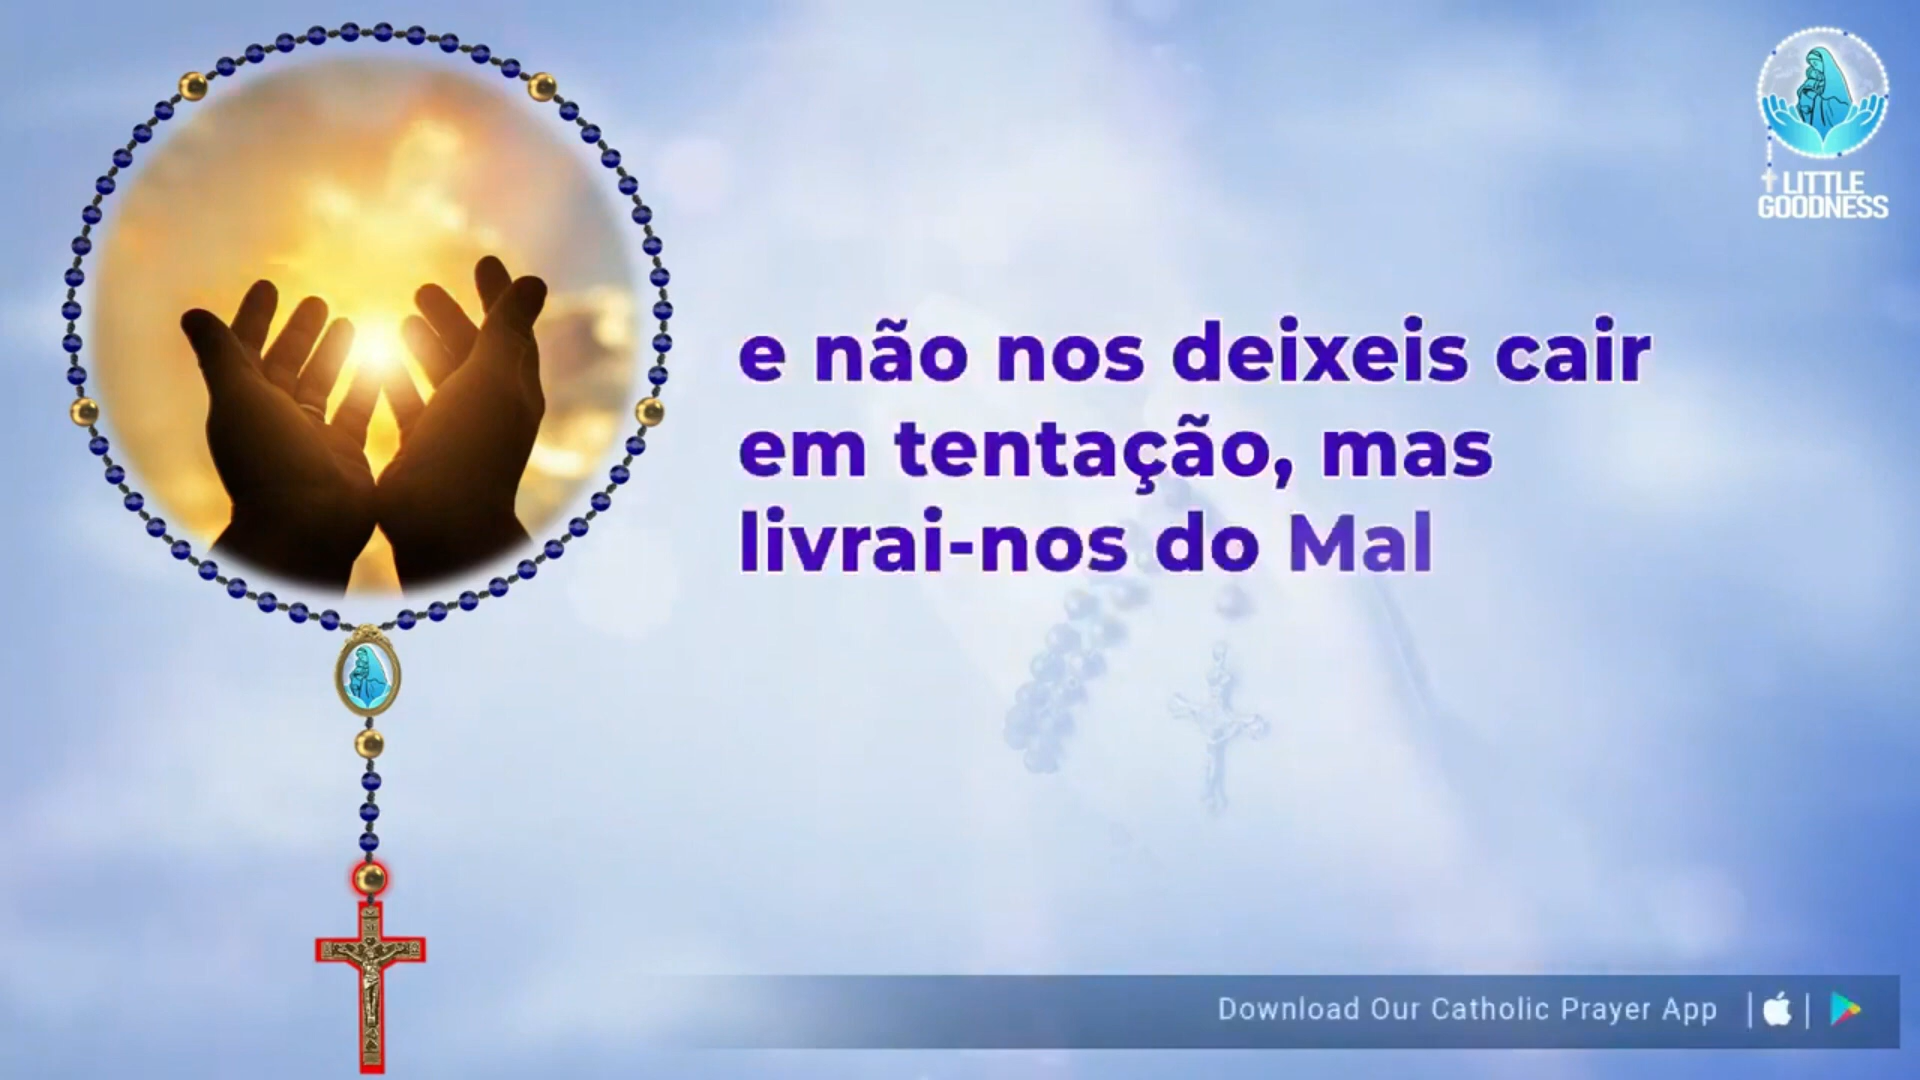 LITTLE
GOODNESS
e não nos deixeis cair
em tentação, mas
livrai-nos do Mal
Download Our Catholic Prayer App